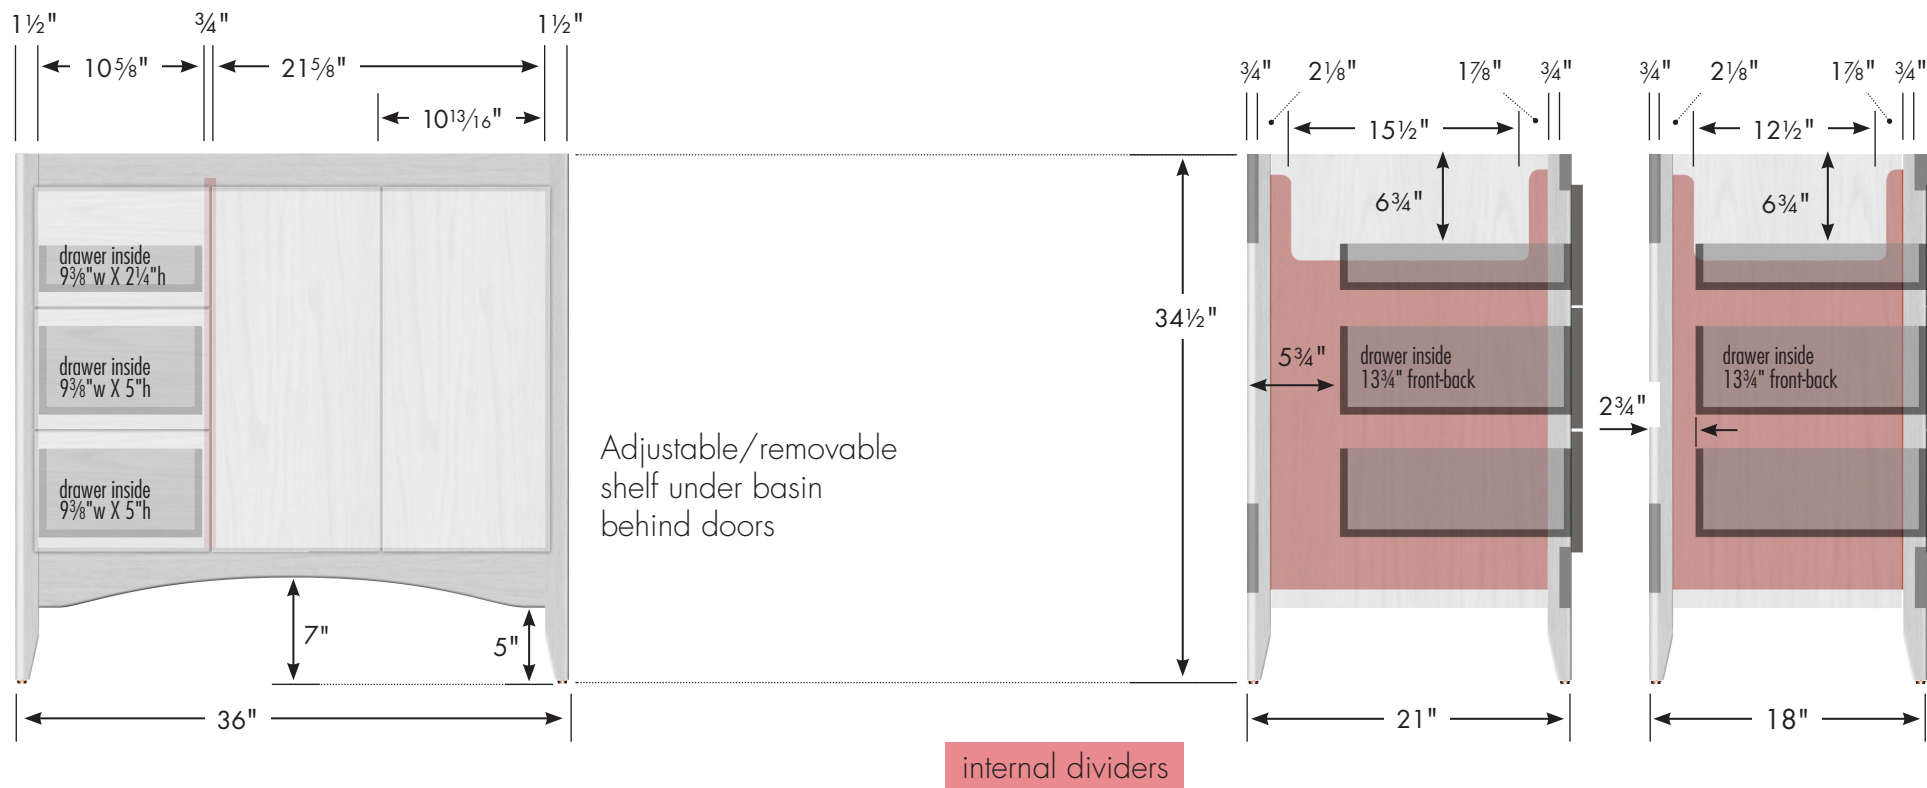 1½" ¾" 1½"
10⅝" 21⅝"
10 13/16"
drawer inside
9⅜"w X 2¼"h
drawer inside
9⅜"w X 5"h
drawer inside
9⅜"w X 5"h
7"
5"
36"
Adjustable/removable
shelf under basin
behind doors
34½"
¾" 2⅛" 1⅞" ¾"
15½"
6¾"
5¾"
drawer inside
13¾" front-back
21"
¾" 2⅛" 1⅞" ¾"
12½"
6¾"
drawer inside
13¾" front-back
2¾"
18"
internal dividers